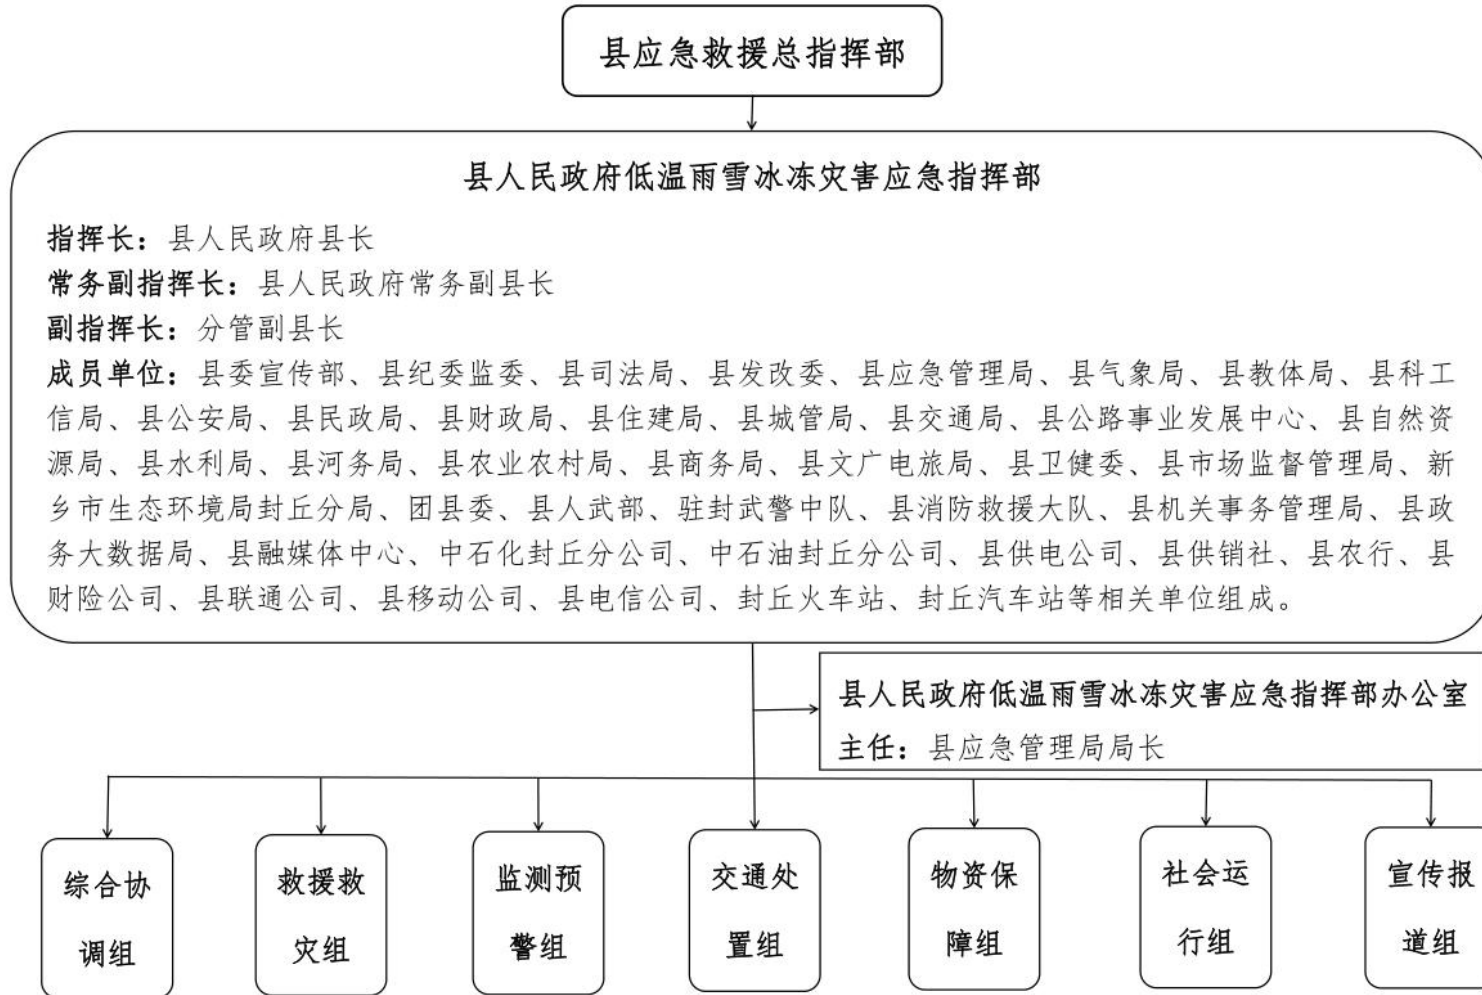 县应急救援总指挥部
县人民政府低温雨雪冰冻灾害应急指挥部
指挥长：县人民政府县长
常务副指挥长：县人民政府常务副县长
副指挥长：分管副县长
成员单位：县委宣传部、县纪委监委、县司法局、县发改委、县应急管理局、县气象局、县教体局、县科工
信局、县公安局、县民政局、县财政局、县住建局、县城管局、县交通局、县公路事业发展中心、县自然资
源局、县水利局、县河务局、县农业农村局、县商务局、县文广电旅局、县卫健委、县市场监督管理局、新
乡市生态环境局封丘分局、团县委、县人武部、驻封武警中队、县消防救援大队、县机关事务管理局、县政
务大数据局、县融媒体中心、中石化封丘分公司、中石油封丘分公司、县供电公司、县供销社、县农行、县
财险公司、县联通公司、县移动公司、县电信公司、封丘火车站、封丘汽车站等相关单位组成。
县人民政府低温雨雪冰冻灾害应急指挥部办公室
主任：县应急管理局局长
综合协
调组
救援救
灾组
监测预
警组
交通处
置组
物资保
障组
社会运
行组
宣传报
道组